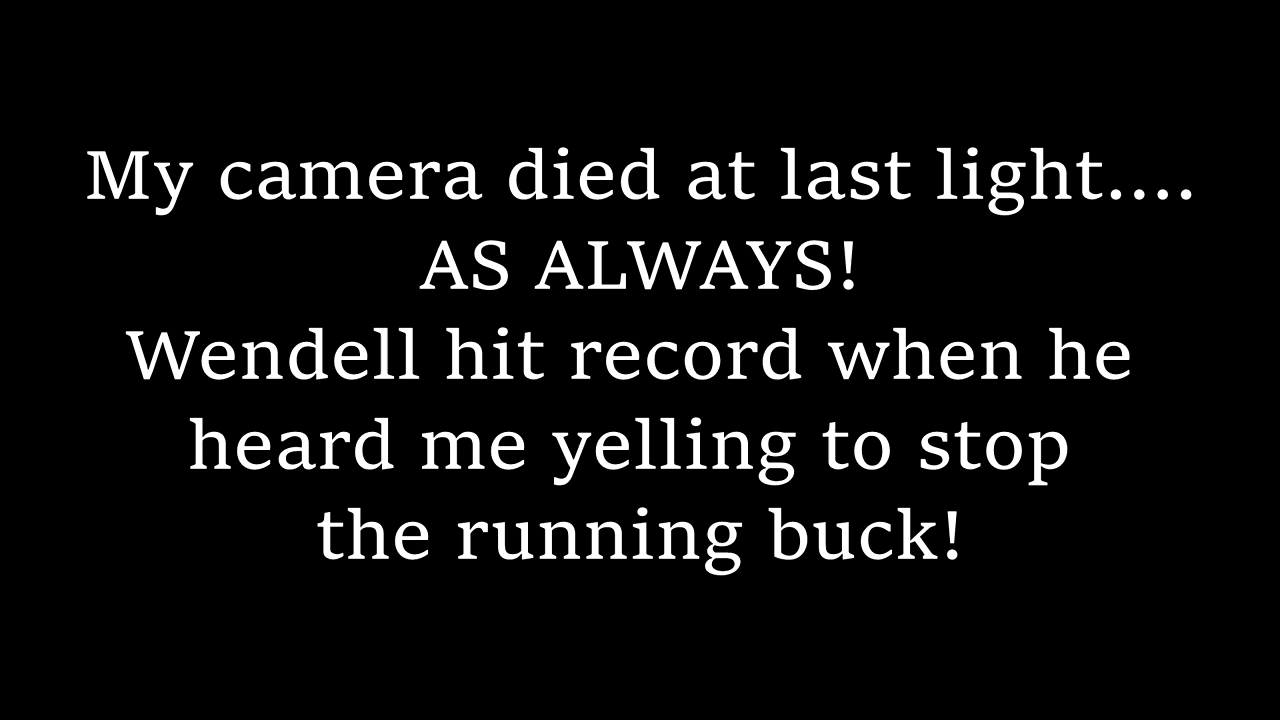 My camera died at last light....
AS ALWAYS!
Wendell hit record when he
heard me yelling to stop
the running buck!